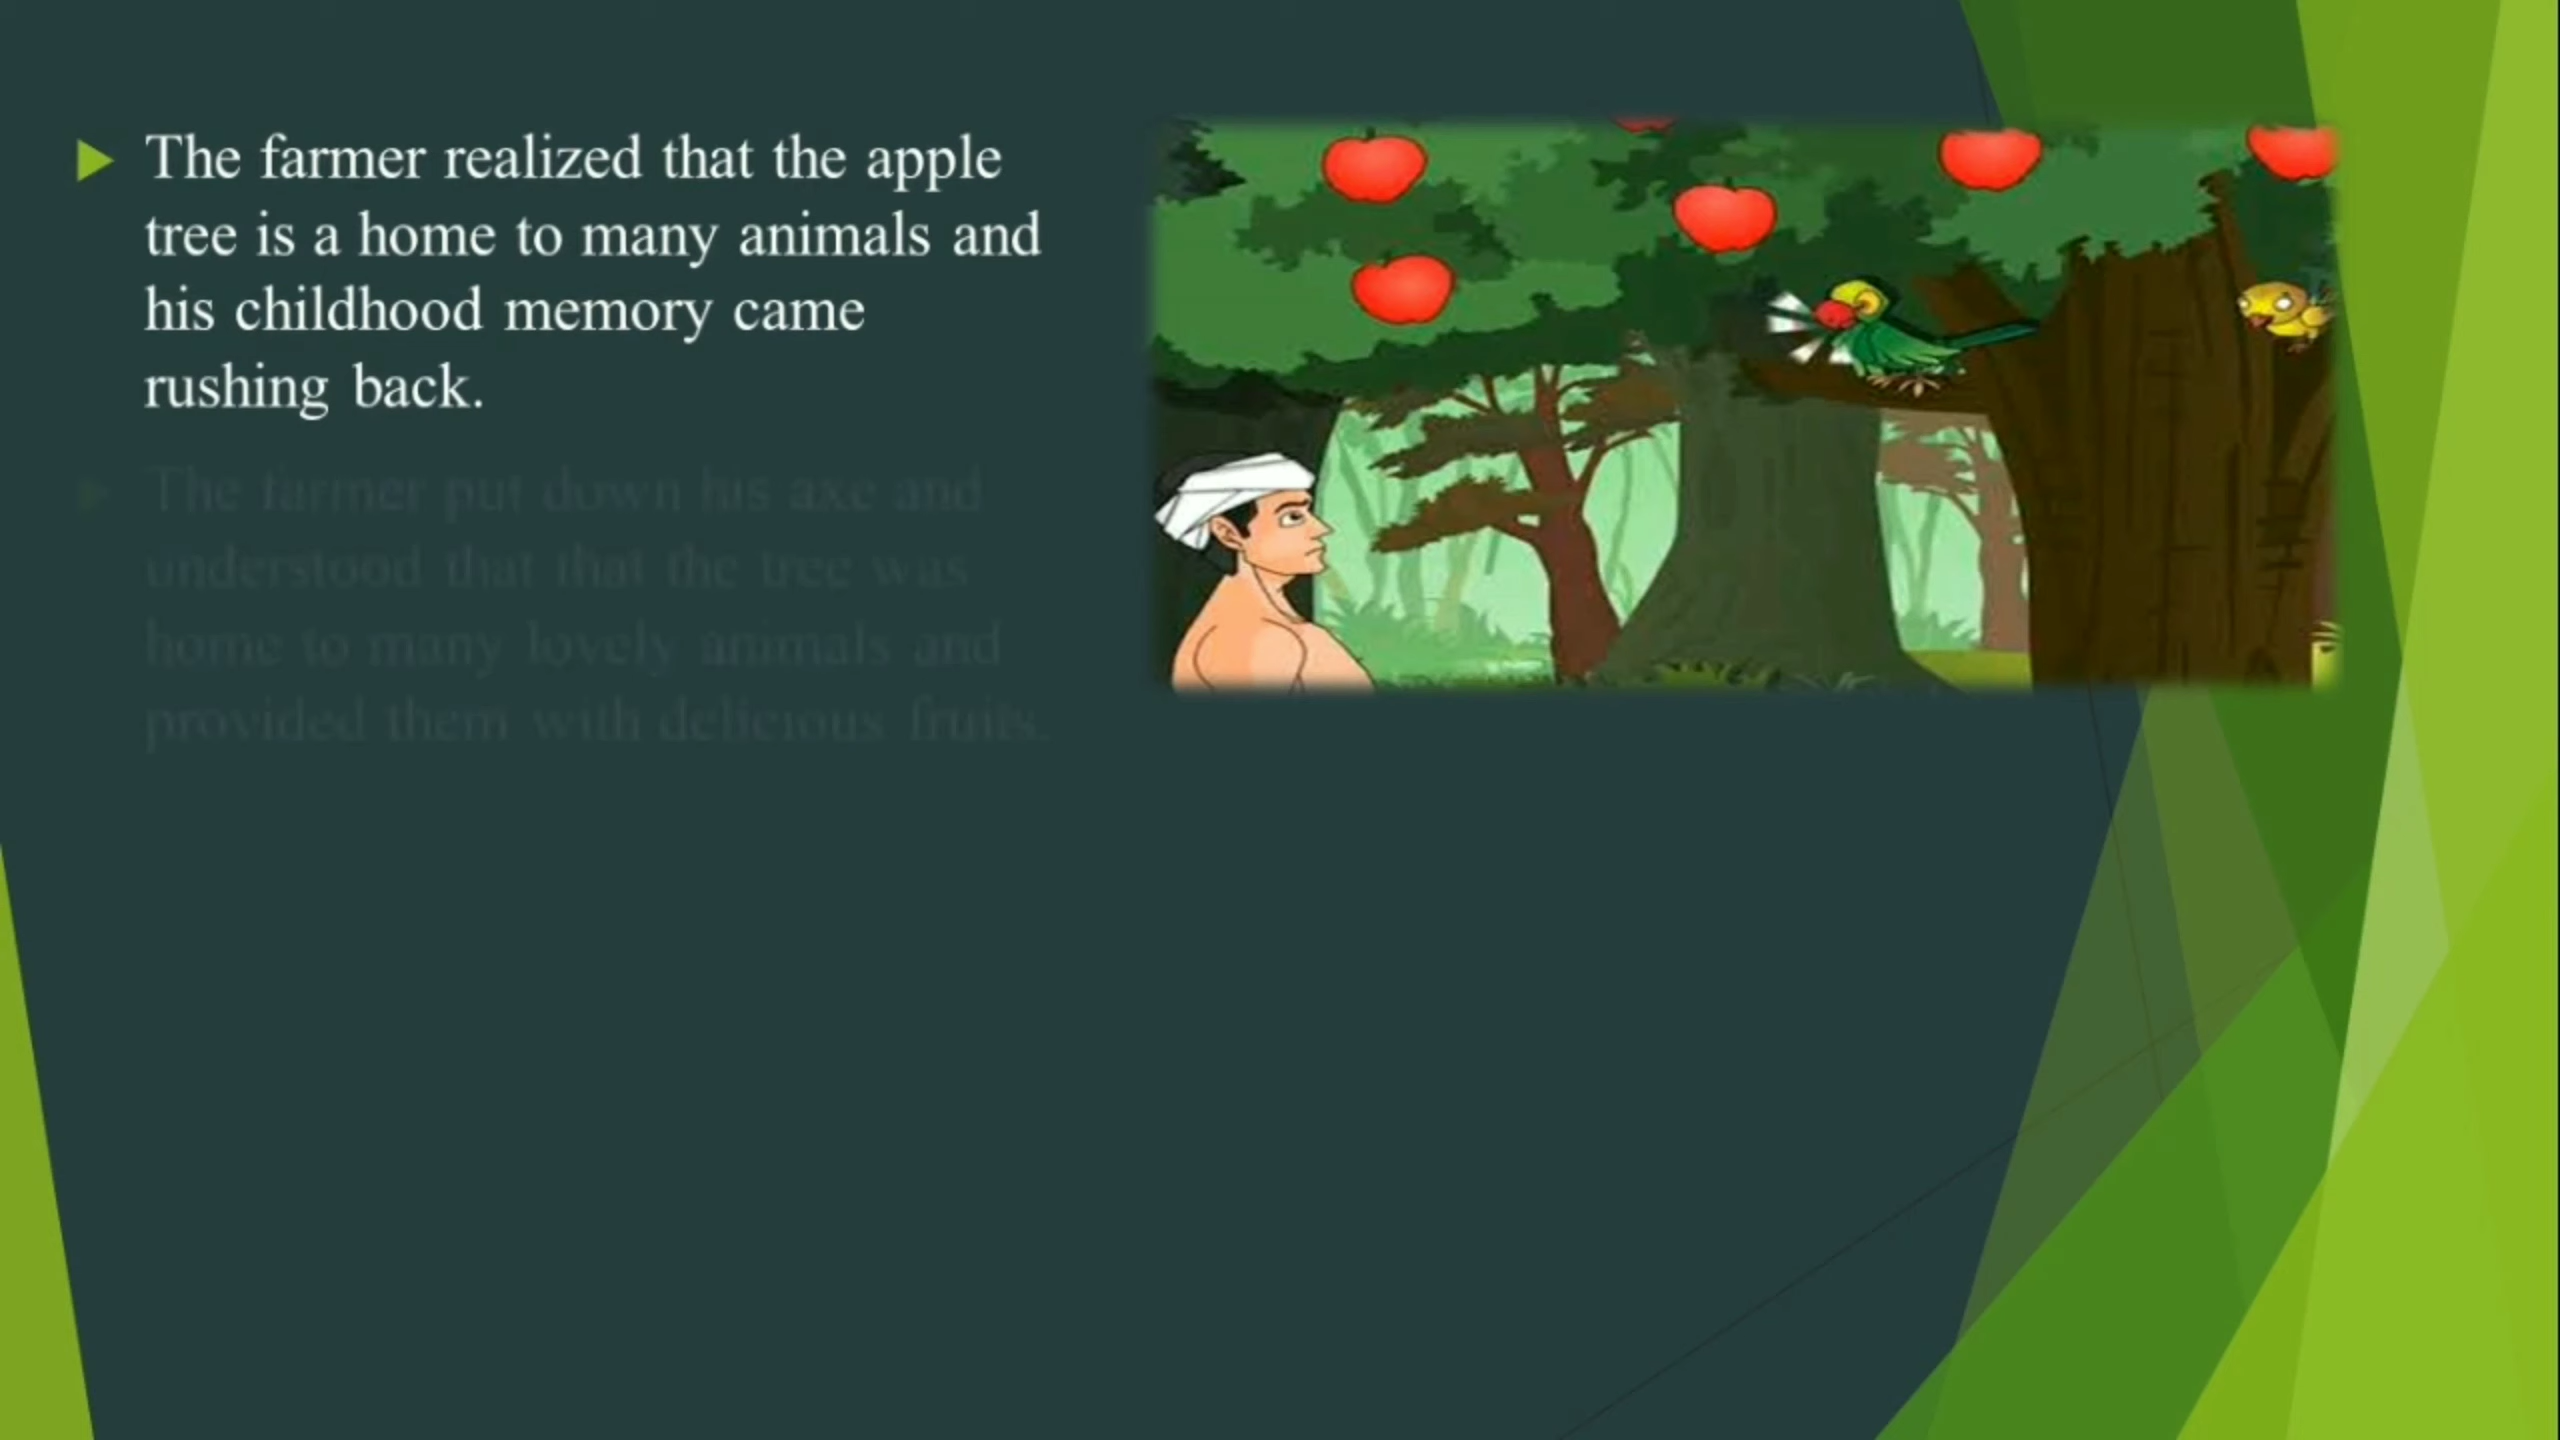 The farmer realized that the apple
tree is a home to many animals and
his childhood memory came
rushing back.
The farmer put down his axe and
understood that that the tree was
home to many lovely animals and
provided them with delicious fruits.